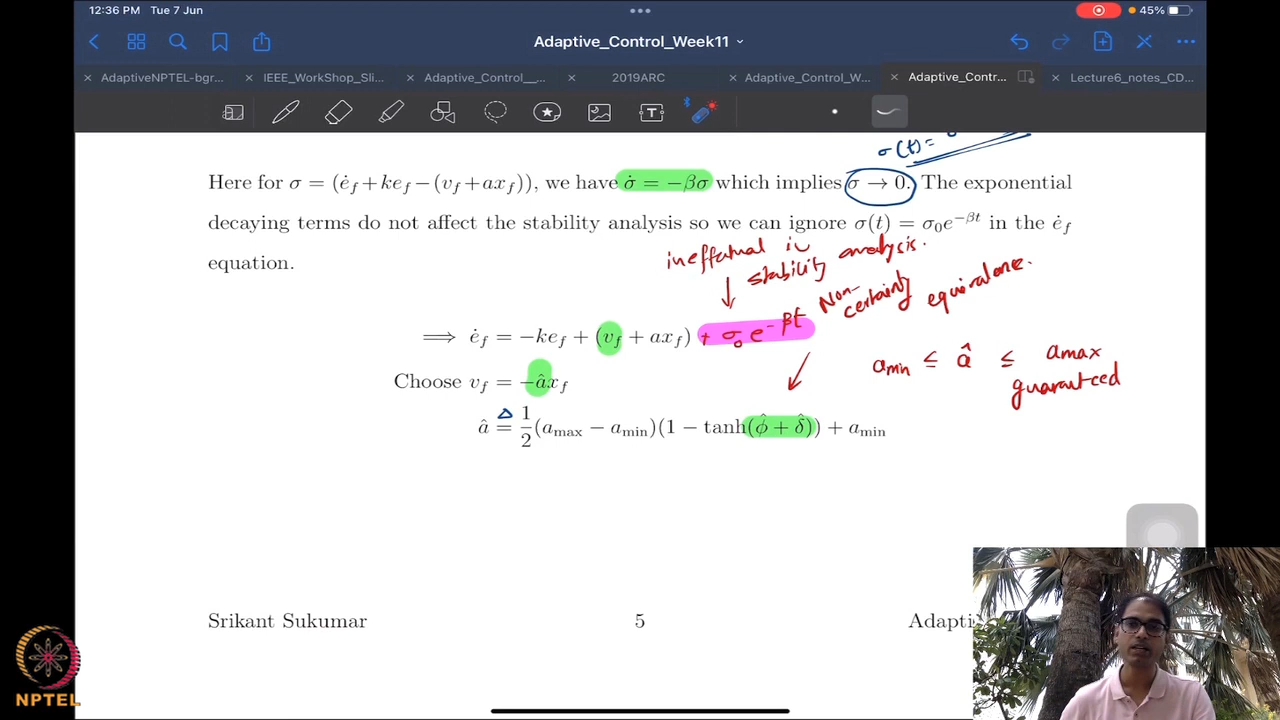 12:36 PM Tue 7 Jun
45%
Adaptive_Control_Week11
AdaptiveNPTEL-bgr...
IEEE_WorkShop_Sli...
Adaptive_Control__...
2019ARC
Adaptive_Control_W...
Adaptive_Contr...
Lecture6_notes_CD...
σ(t) =
Here for σ = (ė_f + ke_f − (v_f + ax_f)), we have σ̇ = −βσ which implies σ → 0. The exponential
decaying terms do not affect the stability analysis so we can ignore σ(t) = σ₀e^{−βt} in the ė_f
equation.
ineffectual in
stability analysis.
Non-
certainty equivalence.
⟹ ė_f = −ke_f + (v_f + ax_f) + σ₀ e^{−βt}
a_min ≤ â ≤ a_max
guaranteed
Choose v_f = −âx_f
â ≜ 1/2 (a_max − a_min)(1 − tanh(φ̂ + δ̂)) + a_min
Srikant Sukumar
5
Adapti
NPTEL